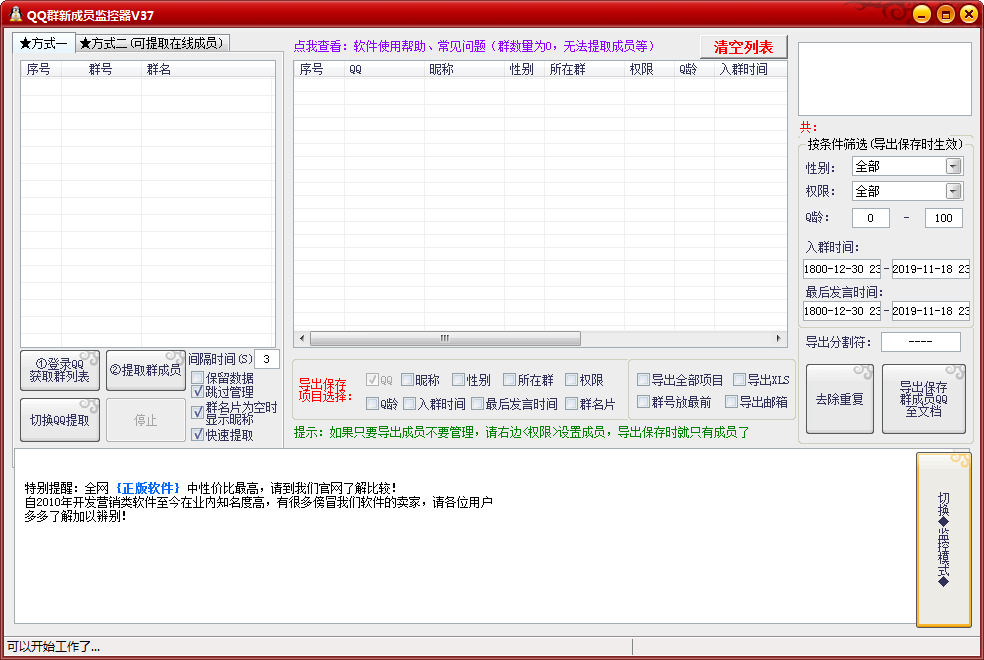 QQ群新成员监控器V37
★方式一 ★方式二(可提取在线成员)
点我查看：软件使用帮助、常见问题（群数量为0，无法提取成员等）
清空列表
序号 群号 群名
序号 QQ 昵称 性别 所在群 权限 Q龄 入群时间
共：
按条件筛选(导出保存时生效)
性别： 全部
权限： 全部
Q龄： 0 - 100
入群时间：
1800-12-30 23-2019-11-18 23
最后发言时间：
1800-12-30 23-2019-11-18 23
导出分割符： ----
①登录QQ
获取群列表
②提取群成员
间隔时间(S) 3
保留数据
跳过管理
群名片为空时
显示昵称
快速提取
切换QQ提取
停止
导出保存
项目选择：
QQ 昵称 性别 所在群 权限
Q龄 入群时间 最后发言时间 群名片
导出全部项目 导出XLS
群号放最前 导出邮箱
去除重复
导出保存
群成员QQ
至文档
提示：如果只要导出成员不要管理，请右边<权限>设置成员，导出保存时就只有成员了
特别提醒：全网｛正版软件｝中性价比最高，请到我们官网了解比较！
自2010年开发营销类软件至今在业内知名度高，有很多傍冒我们软件的卖家，请各位用户
多多了解加以辨别！
切换◆监控模式◆
可以开始工作了...